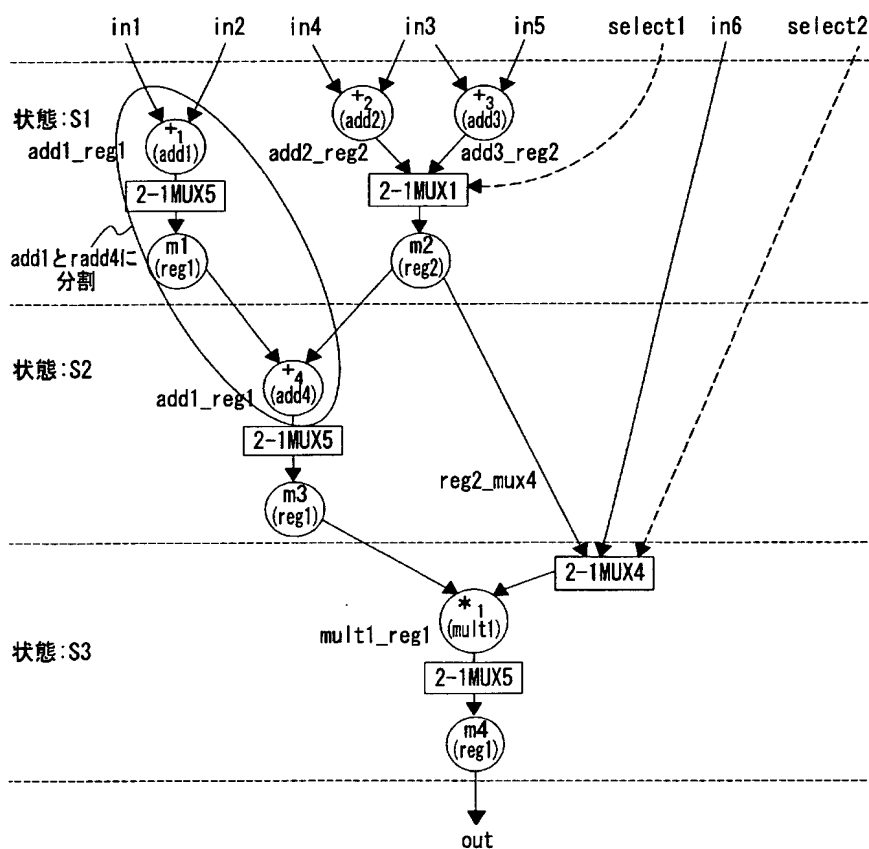 in1 in2 in4 in3 in5 select1 in6 select2
状態:S1
+1
(add1)
+2
(add2)
+3
(add3)
add1_reg1
add2_reg2
add3_reg2
2-1MUX5
2-1MUX1
m1
(reg1)
m2
(reg2)
add1とradd4に
分割
状態:S2
+4
(add4)
add1_reg1
2-1MUX5
reg2_mux4
m3
(reg1)
2-1MUX4
*1
(mult1)
mult1_reg1
状態:S3
2-1MUX5
m4
(reg1)
out